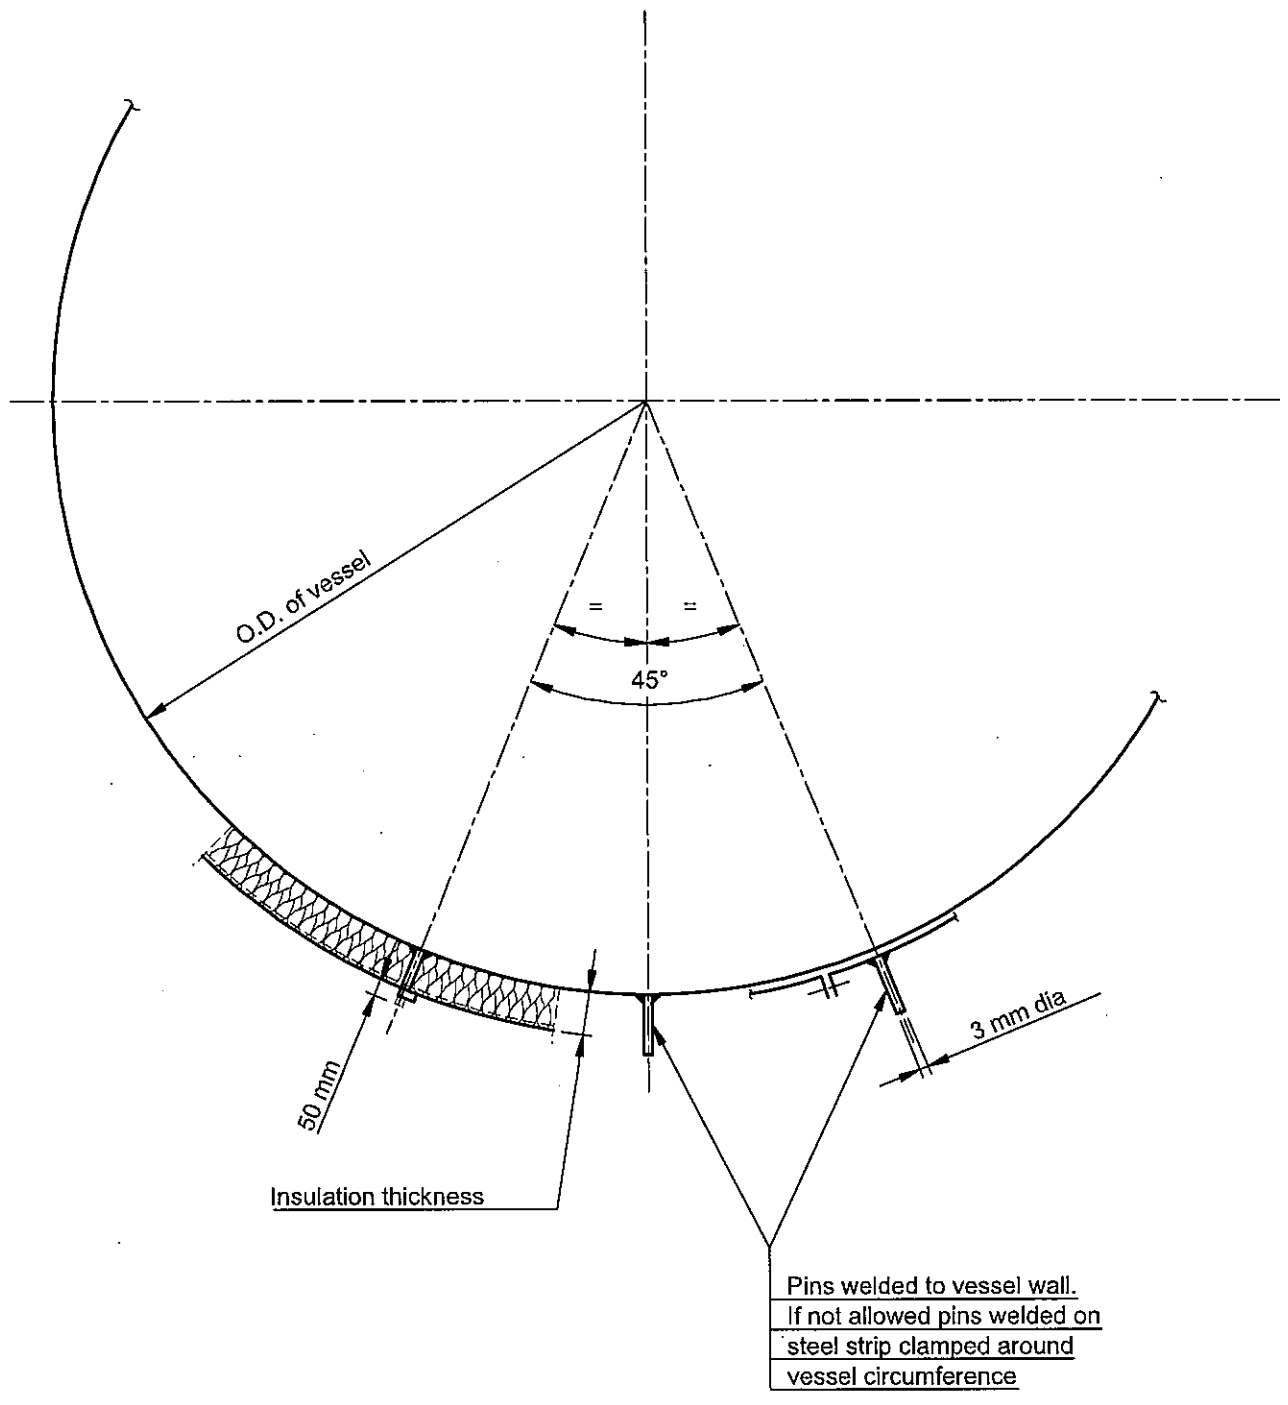 O.D. of vessel
= =
45°
3 mm dia
50 mm
Insulation thickness
Pins welded to vessel wall.
If not allowed pins welded on
steel strip clamped around
vessel circumference